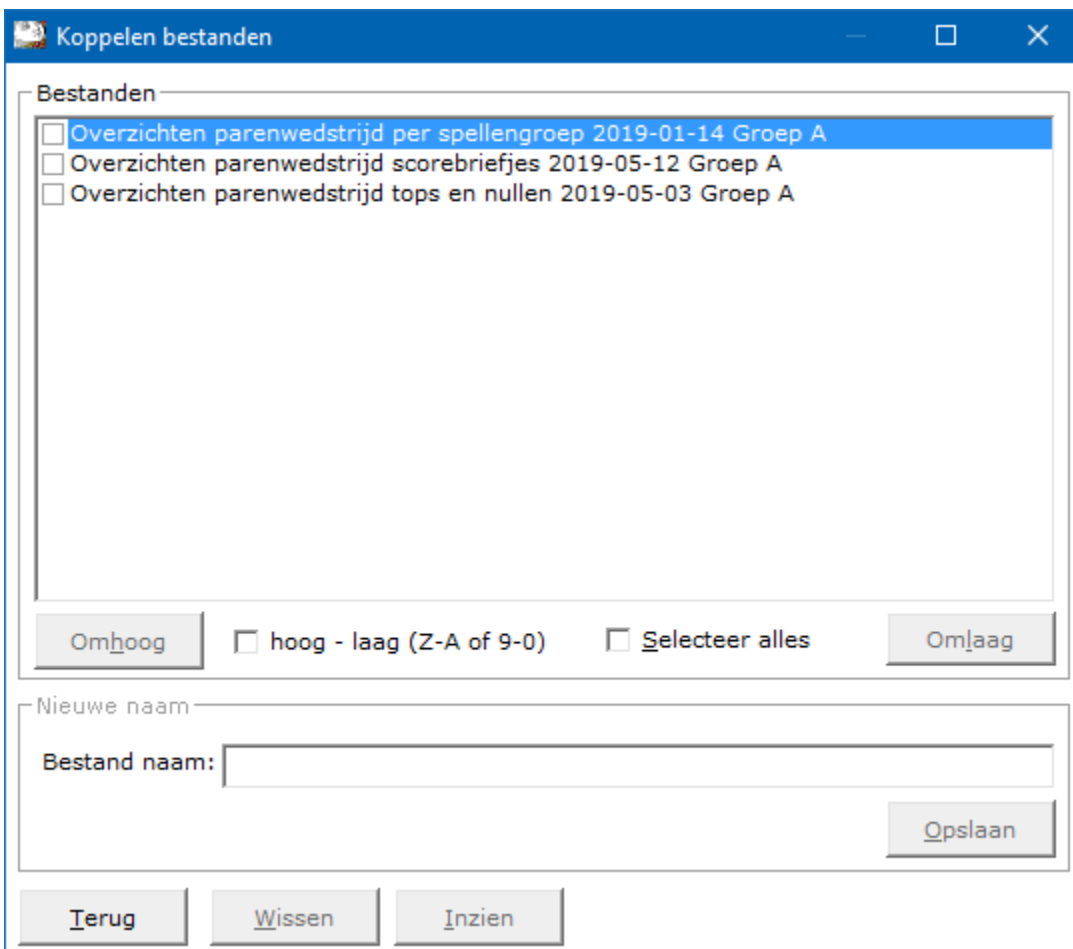 Koppelen bestanden
Bestanden
Overzichten parenwedstrijd per spellengroep 2019-01-14 Groep A
Overzichten parenwedstrijd scorebriefjes 2019-05-12 Groep A
Overzichten parenwedstrijd tops en nullen 2019-05-03 Groep A
Omhoog hoog - laag (Z-A of 9-0) Selecteer alles Omlaag
Nieuwe naam
Bestand naam:
Opslaan
Terug Wissen Inzien